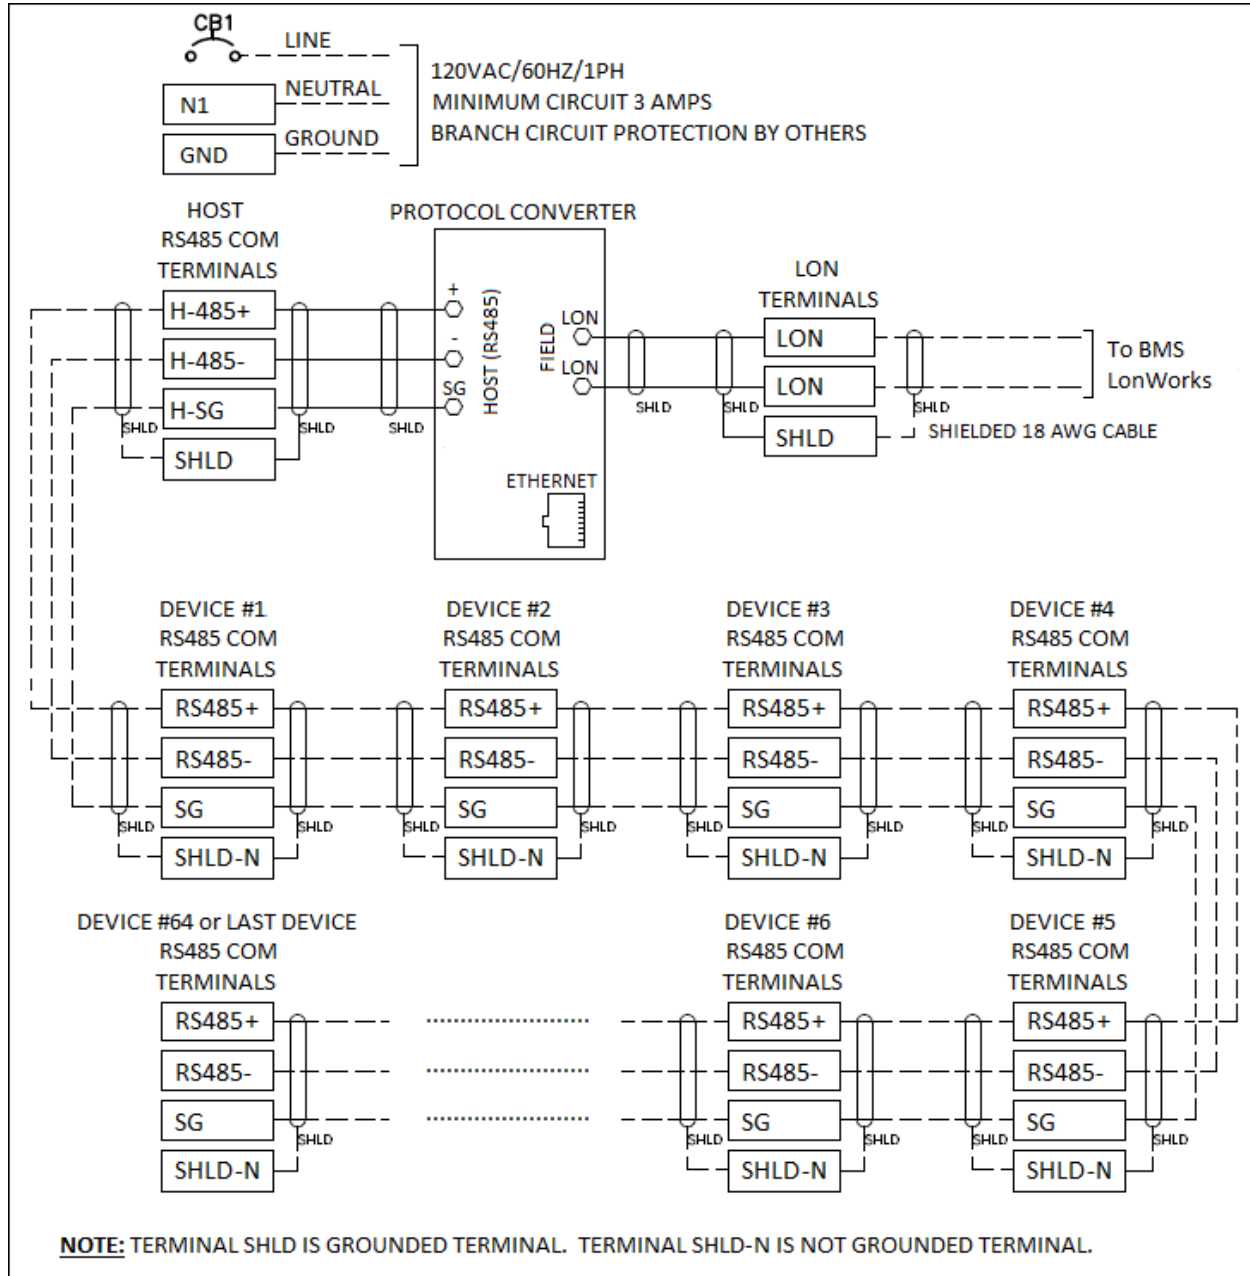 CB1
LINE
N1
NEUTRAL
GND
GROUND
120VAC/60HZ/1PH
MINIMUM CIRCUIT 3 AMPS
BRANCH CIRCUIT PROTECTION BY OTHERS
HOST
RS485 COM
TERMINALS
H-485+
H-485-
H-SG
SHLD
SHLD
SHLD
SHLD
PROTOCOL CONVERTER
+
-
SG
HOST (RS485)
FIELD
LON
LON
ETHERNET
SHLD
SHLD
LON
TERMINALS
LON
LON
SHLD
SHLD
SHIELDED 18 AWG CABLE
To BMS
LonWorks
DEVICE #1
RS485 COM
TERMINALS
RS485+
RS485-
SG
SHLD-N
SHLD
SHLD
DEVICE #2
RS485 COM
TERMINALS
RS485+
RS485-
SG
SHLD-N
SHLD
SHLD
DEVICE #3
RS485 COM
TERMINALS
RS485+
RS485-
SG
SHLD-N
SHLD
SHLD
DEVICE #4
RS485 COM
TERMINALS
RS485+
RS485-
SG
SHLD-N
SHLD
SHLD
DEVICE #64 or LAST DEVICE
RS485 COM
TERMINALS
RS485+
RS485-
SG
SHLD-N
SHLD
DEVICE #6
RS485 COM
TERMINALS
RS485+
RS485-
SG
SHLD-N
SHLD
SHLD
DEVICE #5
RS485 COM
TERMINALS
RS485+
RS485-
SG
SHLD-N
SHLD
SHLD
NOTE: TERMINAL SHLD IS GROUNDED TERMINAL. TERMINAL SHLD-N IS NOT GROUNDED TERMINAL.